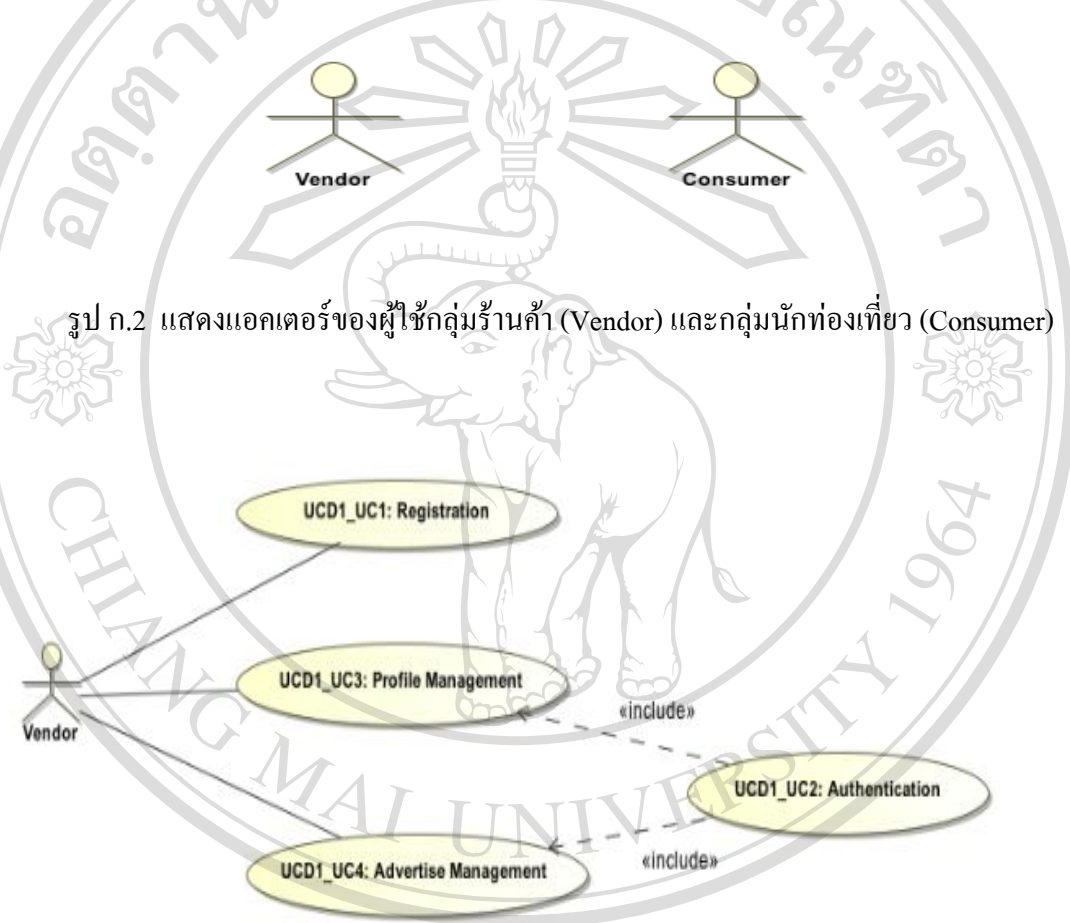 Vendor
Consumer
รูป ก.2 แสดงแอคเตอร์ของผู้ใช้กลุ่มร้านค้า (Vendor) และกลุ่มนักท่องเที่ยว (Consumer)
UCD1_UC1: Registration
UCD1_UC3: Profile Management
«include»
Vendor
UCD1_UC2: Authentication
«include»
UCD1_UC4: Advertise Management
CHIANG MAI UNIVERSITY 1964